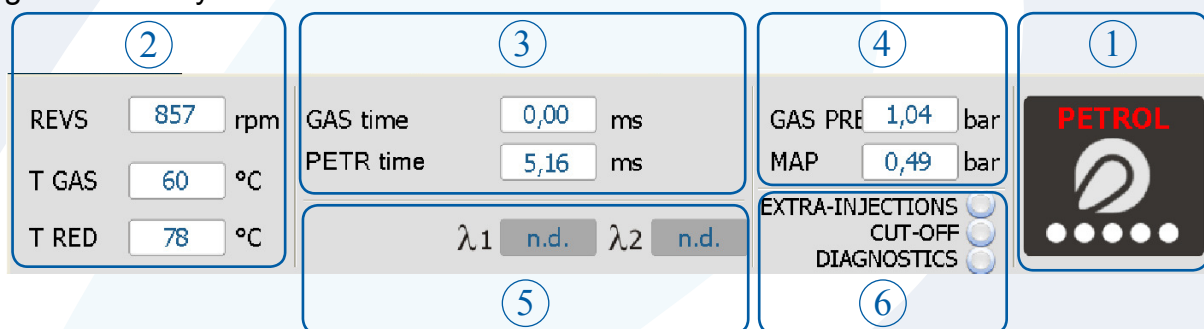 2
3
4
1
REVS 857 rpm
T GAS 60 °C
T RED 78 °C
GAS time 0,00 ms
PETR time 5,16 ms
GAS PRE 1,04 bar
MAP 0,49 bar
PETROL
λ1 n.d. λ2 n.d.
EXTRA-INJECTIONS
CUT-OFF
DIAGNOSTICS
5
6